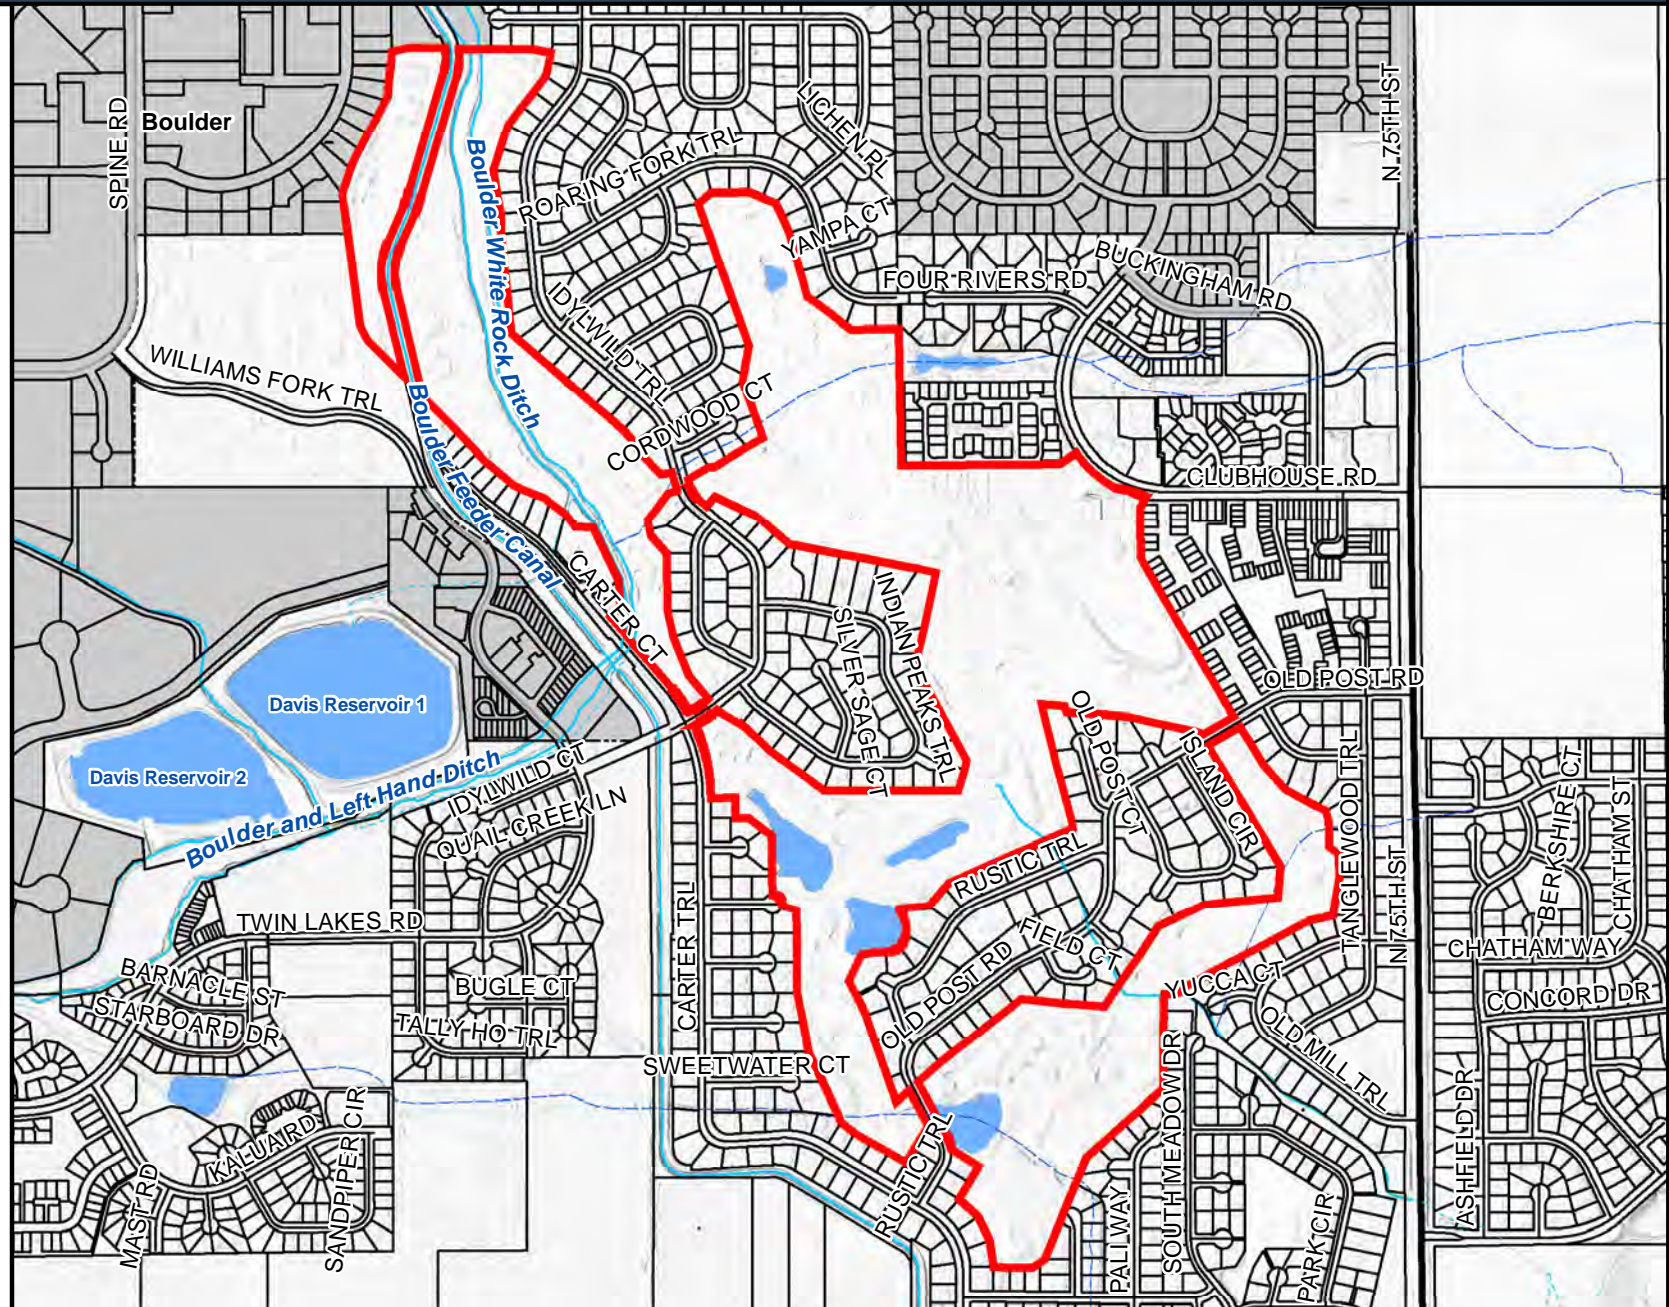 SPINE RD
Boulder
Boulder White Rock Ditch
LICHEN PL
N 75TH ST
ROARING FORK TRL
YAMPA CT
FOUR RIVERS RD
BUCKINGHAM RD
IDYLWILD TRL
WILLIAMS FORK TRL
CORDWOOD CT
Boulder Feeder Canal
CLUBHOUSE RD
CARTER CT
INDIAN PEAKS TRL
SILVER SAGE CT
OLD POST RD
Davis Reservoir 1
Davis Reservoir 2
Boulder and Left Hand Ditch
IDYLWILD CT
QUAIL CREEK LN
OLD POST CT
ISLAND CIR
TANGLEWOOD TRL
BERKSHIRE CT
CHATHAM ST
RUSTIC TRL
N 75TH ST
TWIN LAKES RD
CARTER TRL
FIELD CT
OLD POST RD
CHATHAM WAY
BARNACLE ST
BUGLE CT
YUCCA CT
CONCORD DR
STARBOARD DR
TALLY HO TRL
SWEETWATER CT
OLD MILL TRL
SOUTH MEADOW DR
ASHFIELD DR
KALUA RD
SANDPIPER CIR
MAST RD
RUSTIC TRL
PALI WAY
PARK CIR